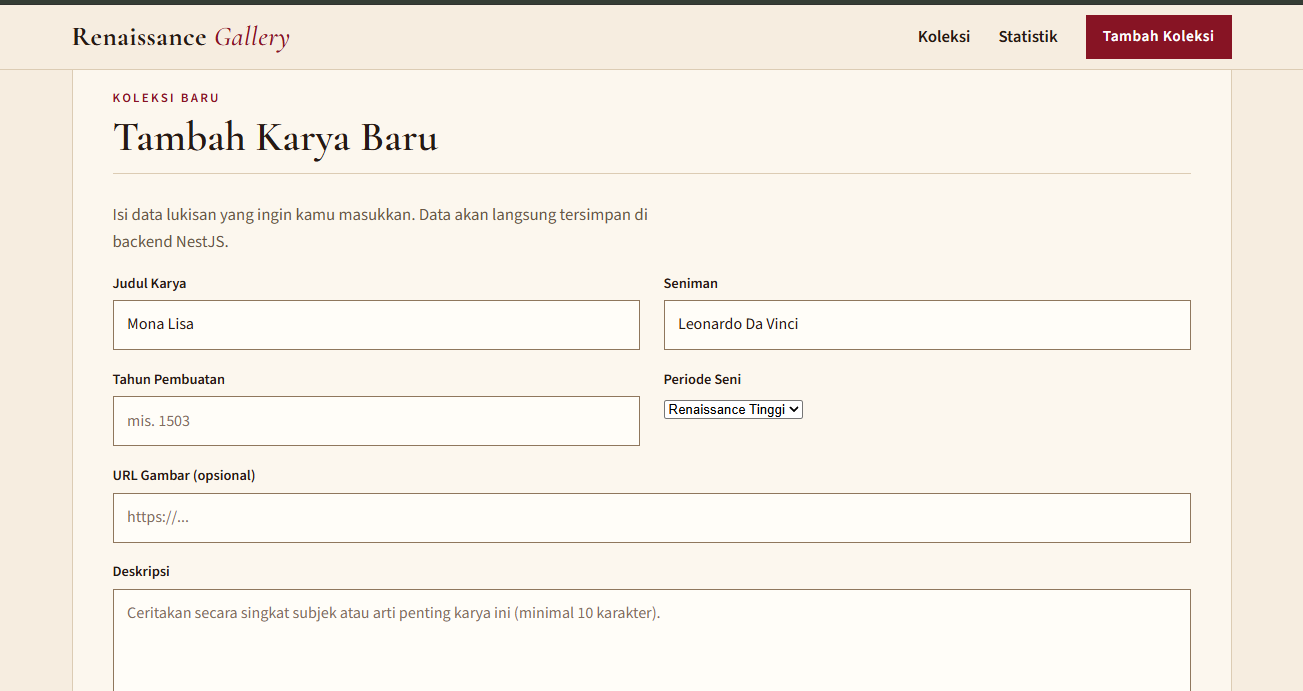 Renaissance Gallery
Koleksi
Statistik
Tambah Koleksi
KOLEKSI BARU
Tambah Karya Baru
Isi data lukisan yang ingin kamu masukkan. Data akan langsung tersimpan di
backend NestJS.
Judul Karya
Seniman
Mona Lisa
Leonardo Da Vinci
Tahun Pembuatan
Periode Seni
mis. 1503
Renaissance Tinggi
URL Gambar (opsional)
https://...
Deskripsi
Ceritakan secara singkat subjek atau arti penting karya ini (minimal 10 karakter).